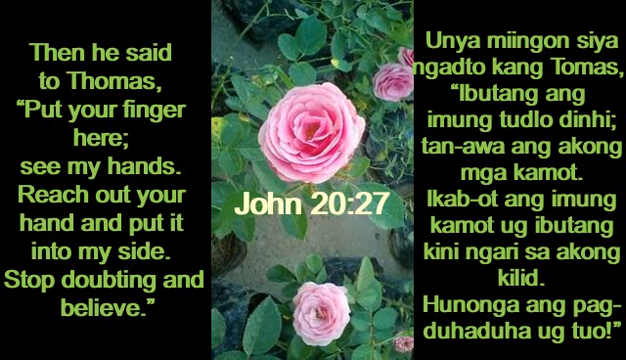 Then he said
to Thomas,
“Put your finger
here;
see my hands.
Reach out your
hand and put it
into my side.
Stop doubting and
believe.”
John 20:27
Unya miingon siya
ngadto kang Tomas,
“Ibutang ang
imung tudlo dinhi;
tan-awa ang akong
mga kamot.
Ikab-ot ang imung
kamot ug ibutang
kini ngari sa akong
kilid.
Hunonga ang pag-
duhaduha ug tuo!”